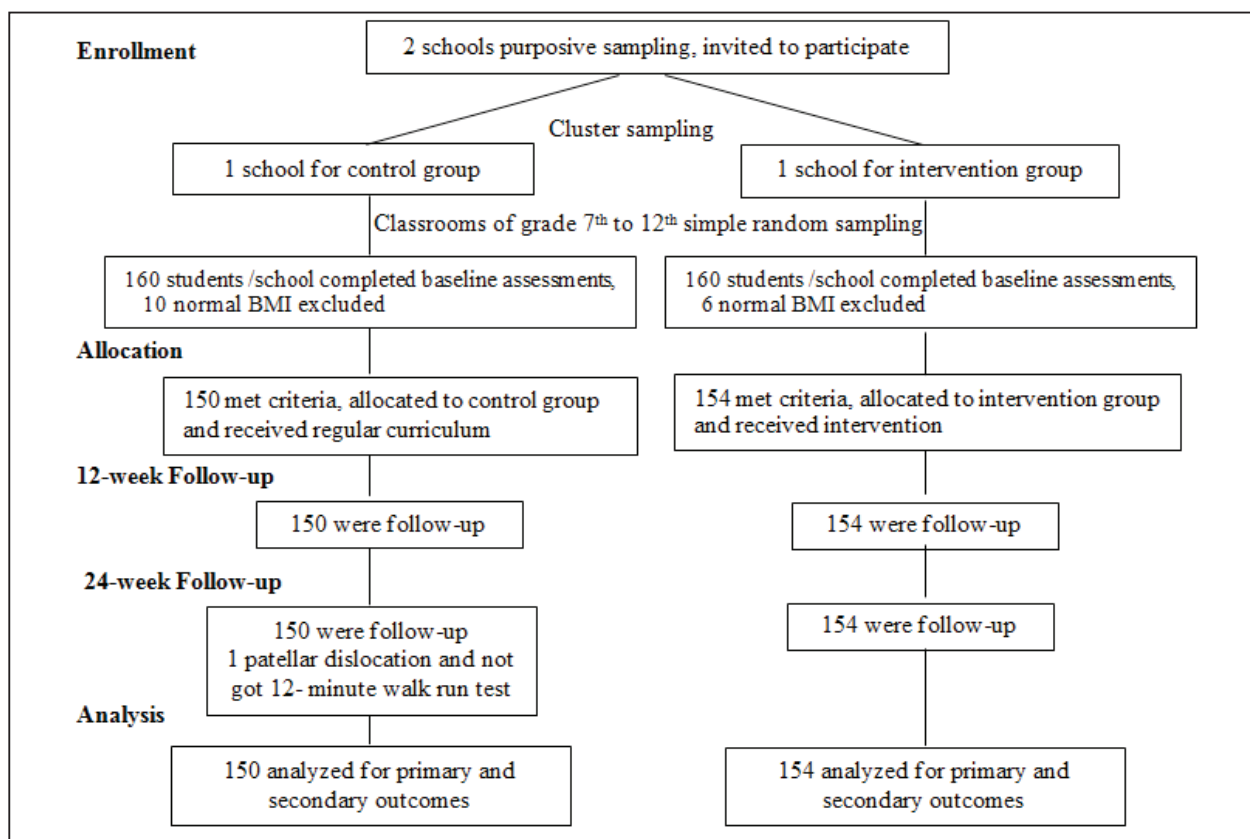 Enrollment
2 schools purposive sampling, invited to participate
Cluster sampling
1 school for control group
1 school for intervention group
Classrooms of grade 7th to 12th simple random sampling
160 students /school completed baseline assessments,
10 normal BMI excluded
160 students /school completed baseline assessments,
6 normal BMI excluded
Allocation
150 met criteria, allocated to control group
and received regular curriculum
154 met criteria, allocated to intervention group
and received intervention
12-week Follow-up
150 were follow-up
154 were follow-up
24-week Follow-up
150 were follow-up
1 patellar dislocation and not
got 12- minute walk run test
154 were follow-up
Analysis
150 analyzed for primary and
secondary outcomes
154 analyzed for primary and
secondary outcomes